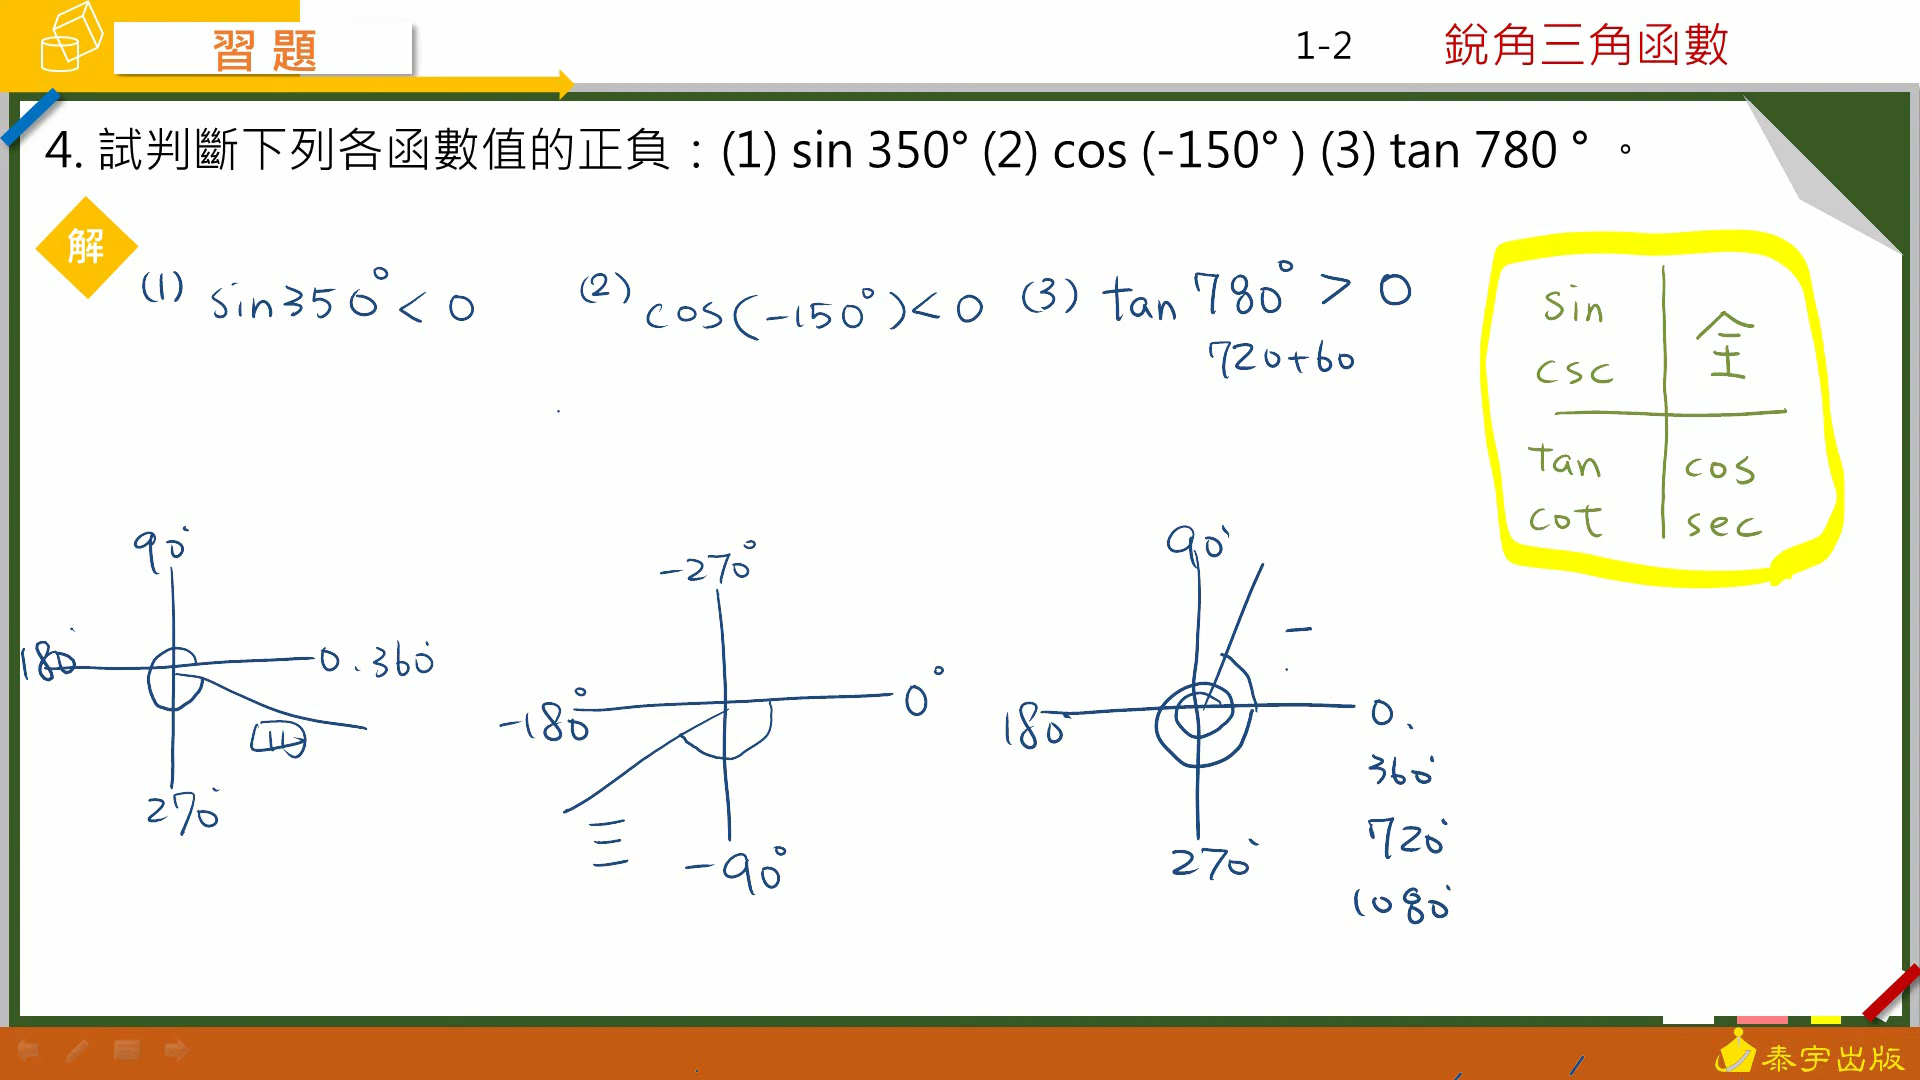 習題
1-2 銳角三角函數
4. 試判斷下列各函數值的正負：(1) sin 350° (2) cos (-150° ) (3) tan 780 ° 。
解
(1) sin350° < 0
(2) cos(-150°) < 0
(3) tan 780° > 0
720+60
sin
csc
全
tan
cot
cos
sec
90°
180°
0.360°
四
270°
-270°
-180°
0°
三
-90°
90°
一
180°
0.
360°
720°
1080°
270°
泰宇出版